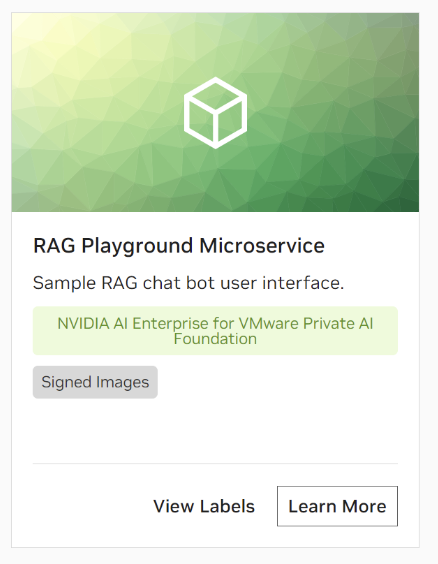 RAG Playground Microservice
Sample RAG chat bot user interface.
NVIDIA AI Enterprise for VMware Private AI
Foundation
Signed Images
View Labels
Learn More